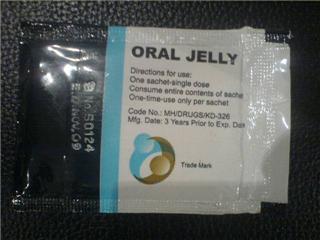 ORAL JELLY
Directions for use:
One sachet-single dose
Consume entire contents of sache
One-time-use only per sachet
Code No.: MH/DRUGS/KD-326
Mfg. Date: 3 Years Prior to Exp. Date
Trade Mark